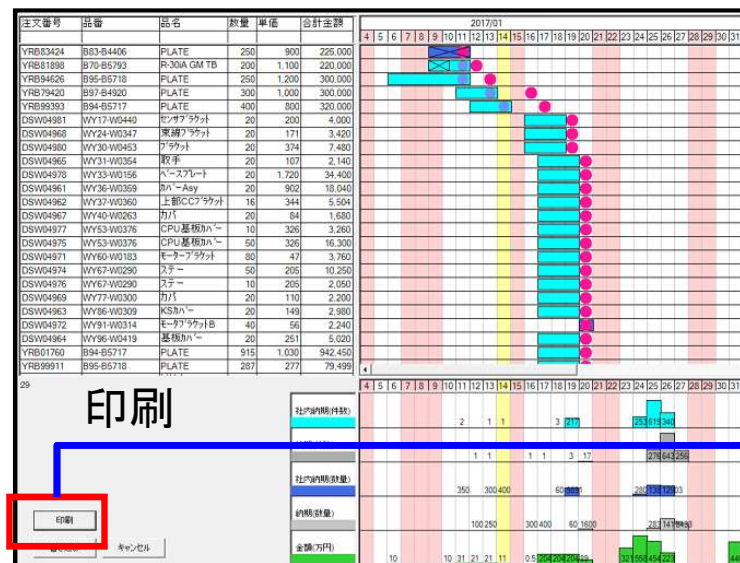 注文番号 品番 品名 数量 単価 合計金額 2017/01
4 5 6 7 8 9 10 11 12 13 14 15 16 17 18 19 20 21 22 23 24 25 26 27 28 29 30 31
YRB83424 B83-B4406 PLATE 250 900 225,000
YRB81898 B70-B5793 R-30iA GM TB 200 1,100 220,000
YRB94626 B95-B5718 PLATE 250 1,200 300,000
YRB79420 B97-B4920 PLATE 300 1,000 300,000
YRB99393 B94-B5717 PLATE 400 800 320,000
DSW04981 WY17-W0440 センサブラケット 20 200 4,000
DSW04968 WY24-W0347 束線ブラケット 20 171 3,420
DSW04980 WY30-W0453 ブラケット 20 374 7,480
DSW04965 WY31-W0354 取手 20 107 2,140
DSW04978 WY33-W0156 ベースプレート 20 1,720 34,400
DSW04961 WY36-W0359 カバーAsy 20 902 18,040
DSW04962 WY37-W0360 上部CCブラケット 16 344 5,504
DSW04967 WY40-W0263 カバ 20 84 1,680
DSW04977 WY53-W0376 CPU基板カバー 10 326 3,260
DSW04975 WY53-W0376 CPU基板カバー 50 326 16,300
DSW04971 WY60-W0183 モーターブラケット 80 47 3,760
DSW04974 WY67-W0290 ステー 50 205 10,250
DSW04976 WY67-W0290 ステー 10 205 2,050
DSW04969 WY77-W0300 カバ 20 110 2,200
DSW04963 WY86-W0309 KSカバー 20 149 2,980
DSW04972 WY91-W0314 モータブラケットB 40 56 2,240
DSW04964 WY96-W0419 基板カバー 20 251 5,020
YRB01760 B94-B5717 PLATE 915 1,030 942,450
YRB99911 B95-B5718 PLATE 287 277 79,499
29 4 5 6 7 8 9 10 11 12 13 14 15 16 17 18 19 20 21 22 23 24 25 26 27 28 29 30 31
印刷
社内納期(件数) 2 1 1 3 217 253 615 340
1 1 1 1 3 17 276 643 256
社内納期(数量) 350 300 400 60
納期(数量) 100 250 300 400 60 1600
印刷
金額(万円) 10 10 31 21 21 11 0.5 204 204 204
キャンセル